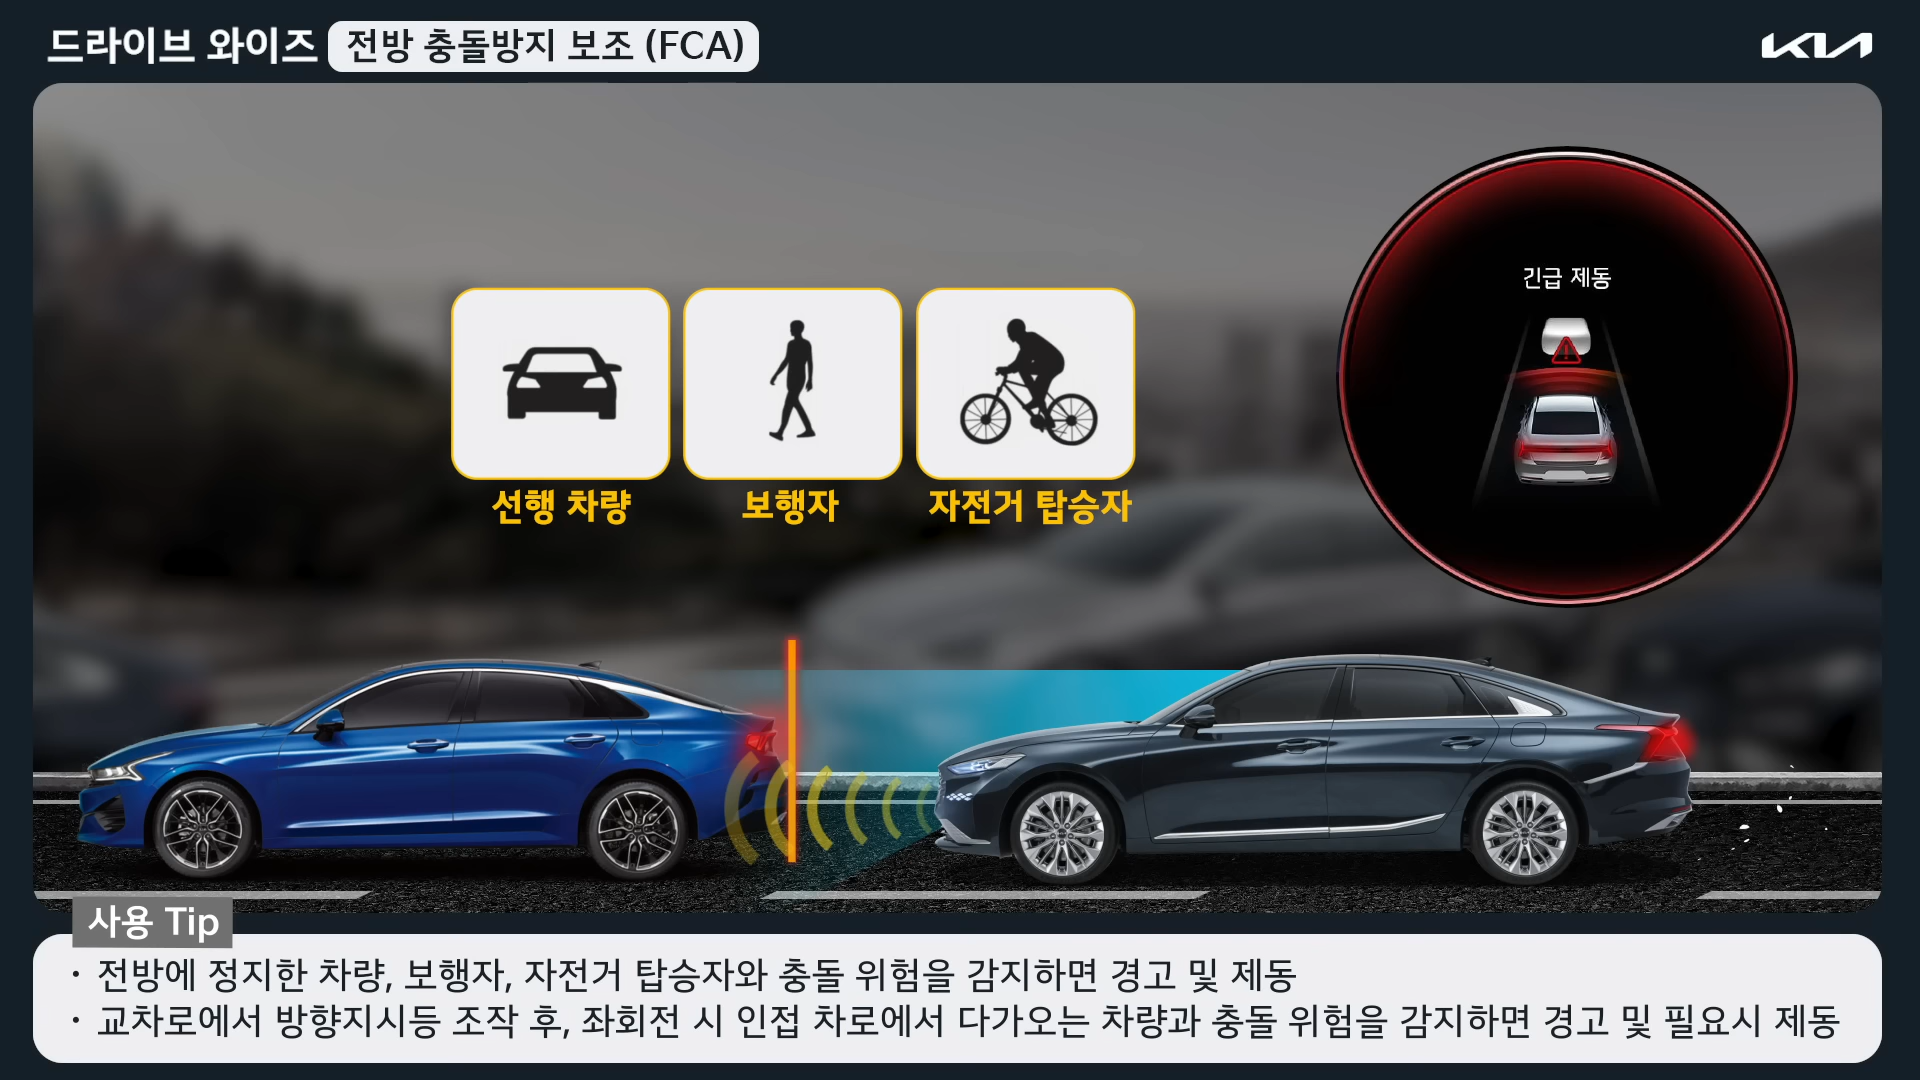 드라이브 와이즈 전방 충돌방지 보조 (FCA)
KIA
긴급 제동
선행 차량
보행자
자전거 탑승자
사용 Tip
· 전방에 정지한 차량, 보행자, 자전거 탑승자와 충돌 위험을 감지하면 경고 및 제동
· 교차로에서 방향지시등 조작 후, 좌회전 시 인접 차로에서 다가오는 차량과 충돌 위험을 감지하면 경고 및 필요시 제동